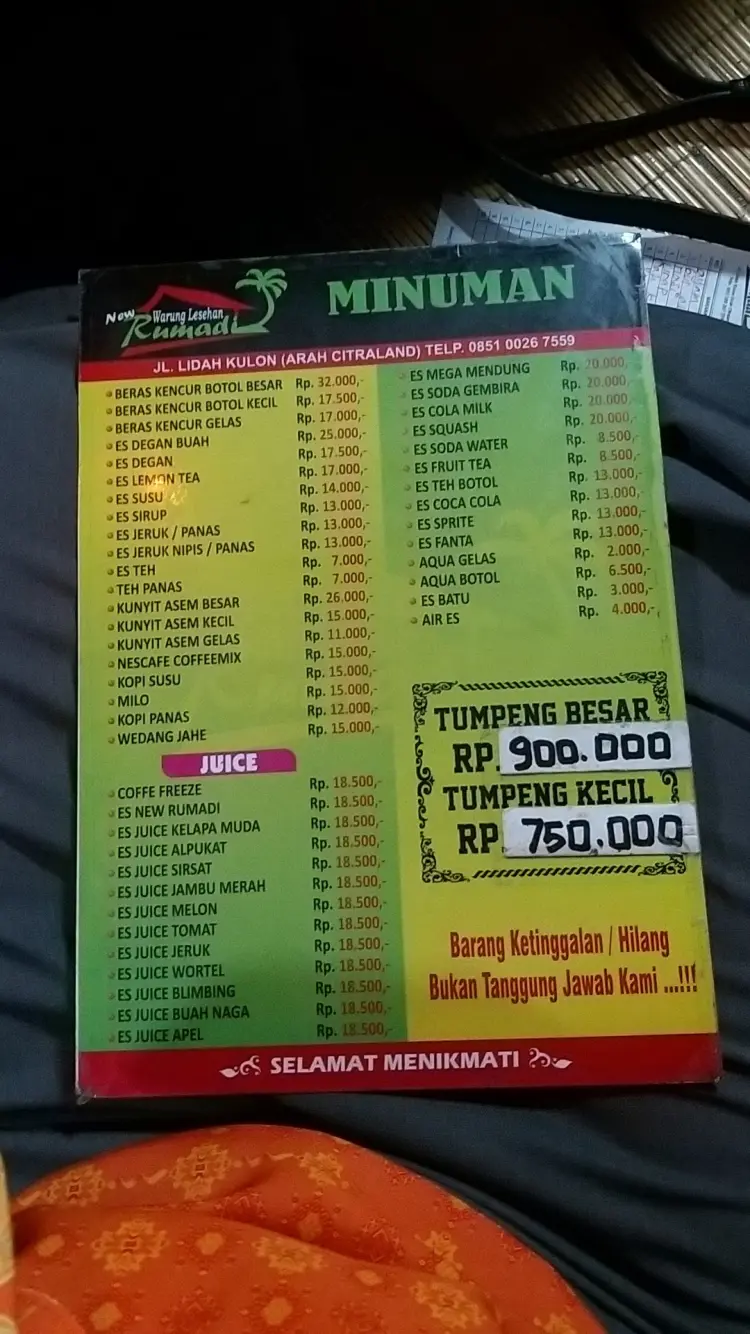 New Warung Lesehan
Rumadi
MINUMAN
JL. LIDAH KULON (ARAH CITRALAND) TELP. 0851 0026 7559
BERAS KENCUR BOTOL BESAR Rp. 32.000,-
BERAS KENCUR BOTOL KECIL Rp. 17.500,-
BERAS KENCUR GELAS Rp. 17.000,-
ES DEGAN BUAH Rp. 25.000,-
ES DEGAN Rp. 17.500,-
ES LEMON TEA Rp. 17.000,-
ES SUSU Rp. 14.000,-
ES SIRUP Rp. 13.000,-
ES JERUK / PANAS Rp. 13.000,-
ES JERUK NIPIS / PANAS Rp. 13.000,-
ES TEH Rp. 7.000,-
TEH PANAS Rp. 7.000,-
KUNYIT ASEM BESAR Rp. 26.000,-
KUNYIT ASEM KECIL Rp. 15.000,-
KUNYIT ASEM GELAS Rp. 11.000,-
NESCAFE COFFEEMIX Rp. 15.000,-
KOPI SUSU Rp. 15.000,-
MILO Rp. 15.000,-
KOPI PANAS Rp. 12.000,-
WEDANG JAHE Rp. 15.000,-
JUICE
COFFE FREEZE Rp. 18.500,-
ES NEW RUMADI Rp. 18.500,-
ES JUICE KELAPA MUDA Rp. 18.500,-
ES JUICE ALPUKAT Rp. 18.500,-
ES JUICE SIRSAT Rp. 18.500,-
ES JUICE JAMBU MERAH Rp. 18.500,-
ES JUICE MELON Rp. 18.500,-
ES JUICE TOMAT Rp. 18.500,-
ES JUICE JERUK Rp. 18.500,-
ES JUICE WORTEL Rp. 18.500,-
ES JUICE BLIMBING Rp. 18.500,-
ES JUICE BUAH NAGA Rp. 18.500,-
ES JUICE APEL Rp. 18.500,-
ES MEGA MENDUNG Rp. 20.000,-
ES SODA GEMBIRA Rp. 20.000,-
ES COLA MILK Rp. 20.000,-
ES SQUASH Rp. 20.000,-
ES SODA WATER Rp. 8.500,-
ES FRUIT TEA Rp. 8.500,-
ES TEH BOTOL Rp. 13.000,-
ES COCA COLA Rp. 13.000,-
ES SPRITE Rp. 13.000,-
ES FANTA Rp. 13.000,-
AQUA GELAS Rp. 2.000,-
AQUA BOTOL Rp. 6.500,-
ES BATU Rp. 3.000,-
AIR ES Rp. 4.000,-
TUMPENG BESAR
RP. 900.000
TUMPENG KECIL
RP. 750.000
Barang Ketinggalan / Hilang
Bukan Tanggung Jawab Kami ...!!!
SELAMAT MENIKMATI